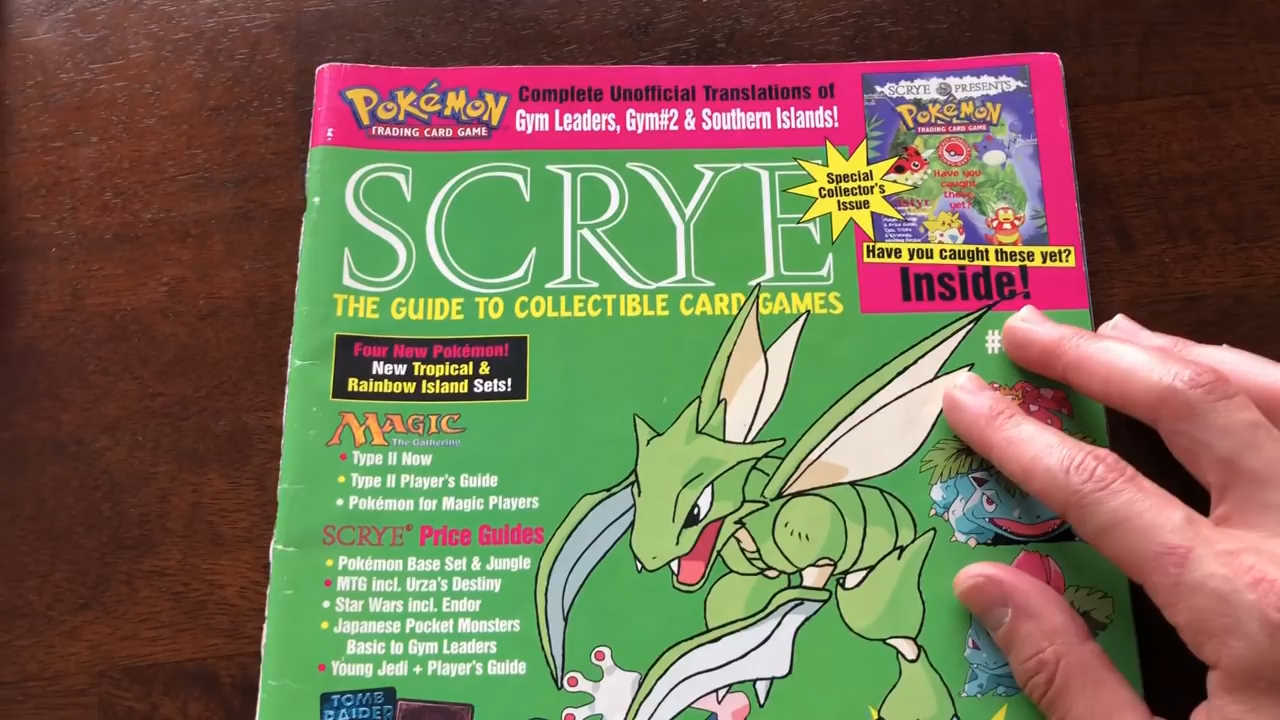 POKéMON
TRADING CARD GAME
Complete Unofficial Translations of
Gym Leaders, Gym#2 & Southern Islands!
SCRYE PRESENTS
POKéMON
TRADING CARD GAME
Have you
caught
these
yet?
SCRYE
Special
Collector's
Issue
Have you caught these yet?
Inside!
THE GUIDE TO COLLECTIBLE CARD GAMES
#
Four New Pokémon!
New Tropical &
Rainbow Island Sets!
MAGIC
The Gathering
• Type II Now
• Type II Player's Guide
• Pokémon for Magic Players
SCRYE® Price Guides
• Pokémon Base Set & Jungle
• MTG incl. Urza's Destiny
• Star Wars incl. Endor
• Japanese Pocket Monsters
Basic to Gym Leaders
• Young Jedi + Player's Guide
TOMB
RAIDER